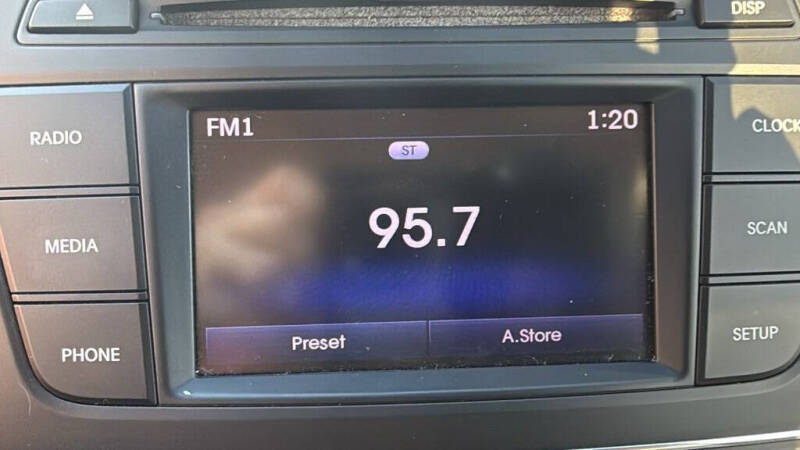 DISP
RADIO
FM1
1:20
CLOCK
ST
MEDIA
95.7
SCAN
PHONE
Preset
A.Store
SETUP